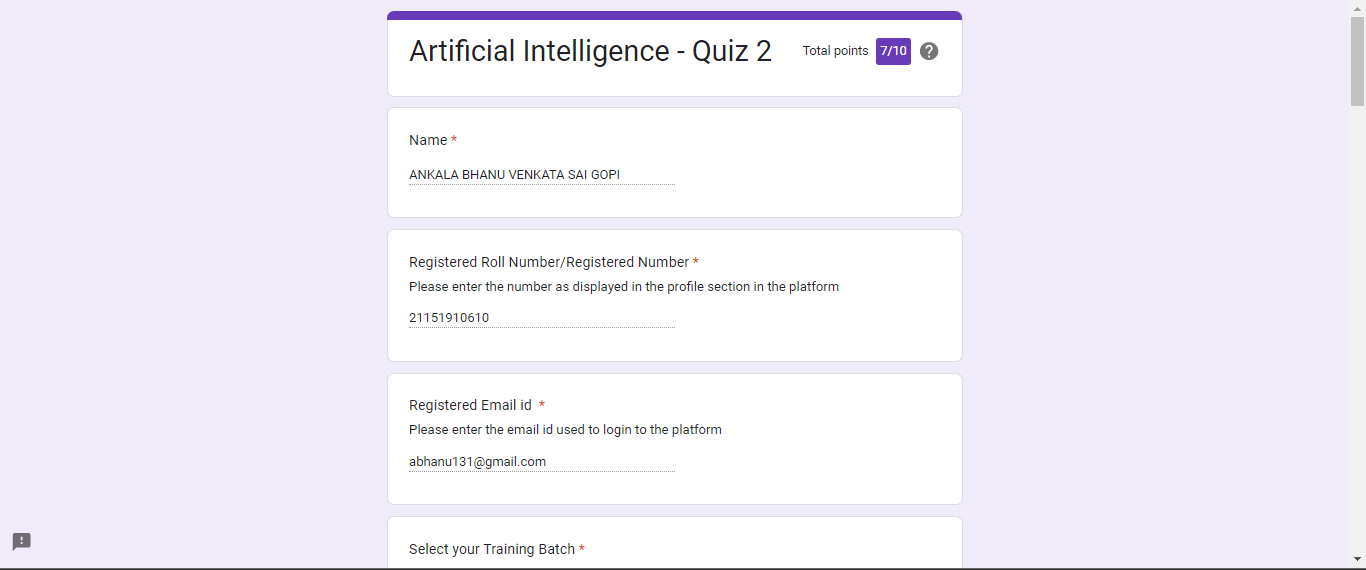 Artificial Intelligence - Quiz 2
Total points 7/10 ?
Name *
ANKALA BHANU VENKATA SAI GOPI
Registered Roll Number/Registered Number *
Please enter the number as displayed in the profile section in the platform
21151910610
Registered Email id *
Please enter the email id used to login to the platform
abhanu131@gmail.com
Select your Training Batch *